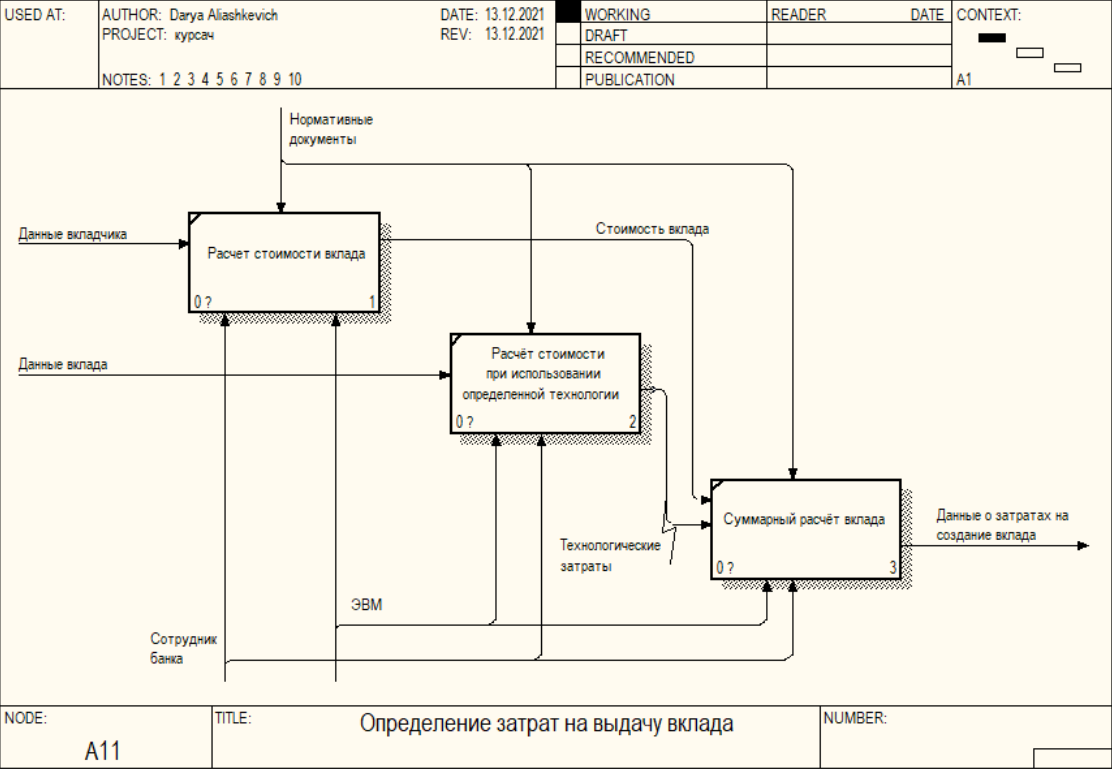 USED AT:
AUTHOR: Darya Aliashkevich
DATE: 13.12.2021
PROJECT: курсач
REV: 13.12.2021
NOTES: 1 2 3 4 5 6 7 8 9 10
WORKING
DRAFT
RECOMMENDED
PUBLICATION
READER DATE
CONTEXT:
A1
Нормативные
документы
Данные вкладчика
Расчет стоимости вклада
0 ? 1
Стоимость вклада
Данные вклада
Расчёт стоимости
при использовании
определенной технологии
0 ? 2
Суммарный расчёт вклада
0 ? 3
Данные о затратах на
создание вклада
Технологические
затраты
ЭВМ
Сотрудник
банка
NODE:
A11
TITLE:
Определение затрат на выдачу вклада
NUMBER: